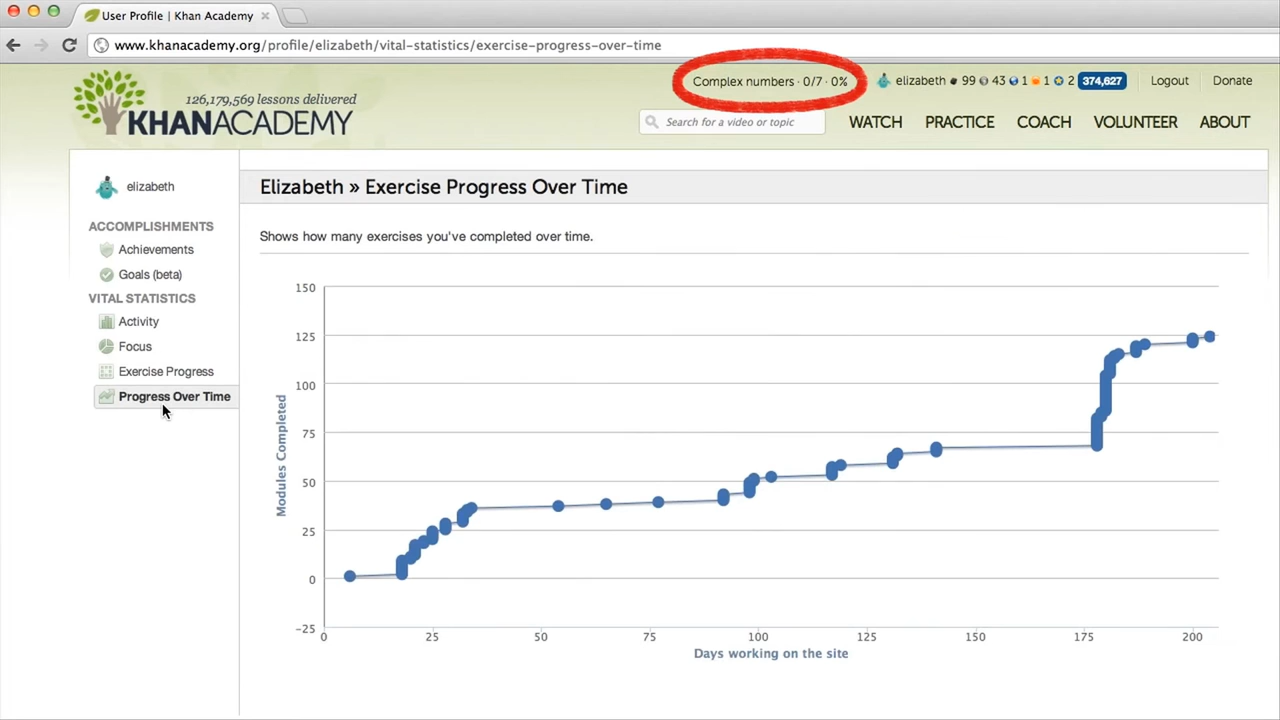 User Profile | Khan Academy
www.khanacademy.org/profile/elizabeth/vital-statistics/exercise-progress-over-time
Complex numbers · 0/7 · 0% elizabeth 99 43 1 1 2 374,627 Logout Donate
126,179,569 lessons delivered
KHANACADEMY
Search for a video or topic WATCH PRACTICE COACH VOLUNTEER ABOUT
elizabeth
ACCOMPLISHMENTS
Achievements
Goals (beta)
VITAL STATISTICS
Activity
Focus
Exercise Progress
Progress Over Time
Elizabeth » Exercise Progress Over Time
Shows how many exercises you've completed over time.
Modules Completed
150
125
100
75
50
25
0
-25
0 25 50 75 100 125 150 175 200
Days working on the site